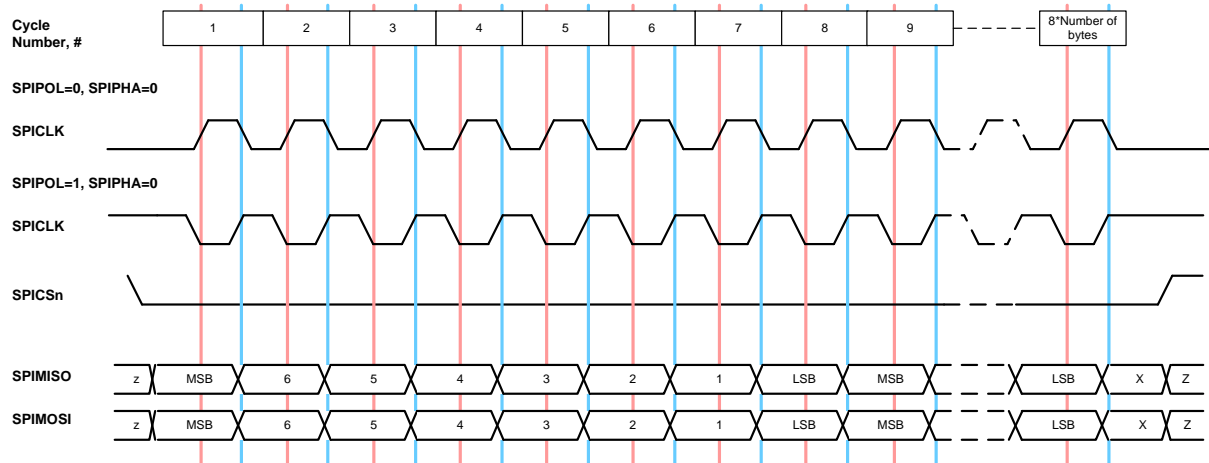 Cycle
Number, #
1 2 3 4 5 6 7 8 9
8*Number of
bytes
SPIPOL=0, SPIPHA=0
SPICLK
SPIPOL=1, SPIPHA=0
SPICLK
SPICSn
SPIMISO z MSB 6 5 4 3 2 1 LSB MSB LSB X Z
SPIMOSI z MSB 6 5 4 3 2 1 LSB MSB LSB X Z